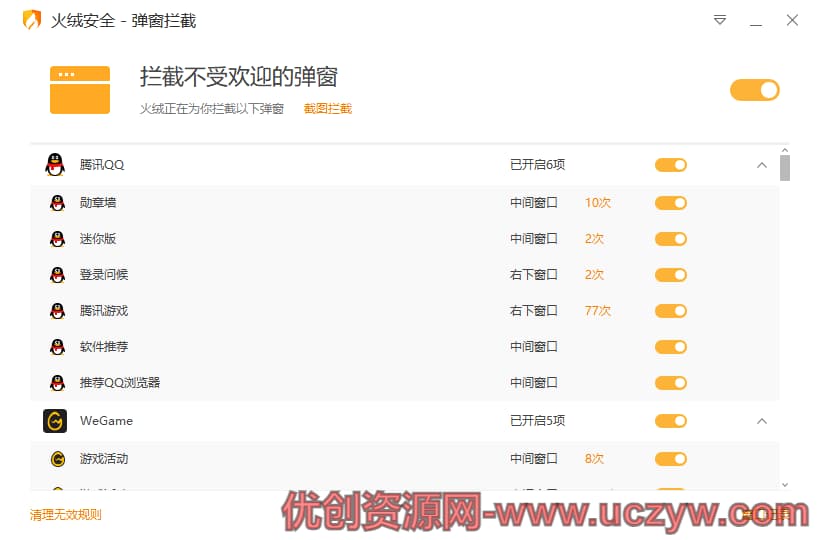 火绒安全 - 弹窗拦截
拦截不受欢迎的弹窗
火绒正在为你拦截以下弹窗 截图拦截
腾讯QQ 已开启6项
勋章墙 中间窗口 10次
迷你版 中间窗口 2次
登录问候 右下窗口 2次
腾讯游戏 右下窗口 77次
软件推荐 中间窗口
推荐QQ浏览器 中间窗口
WeGame 已开启5项
游戏活动 中间窗口 8次
清理无效规则
优创资源网-www.uczyw.com